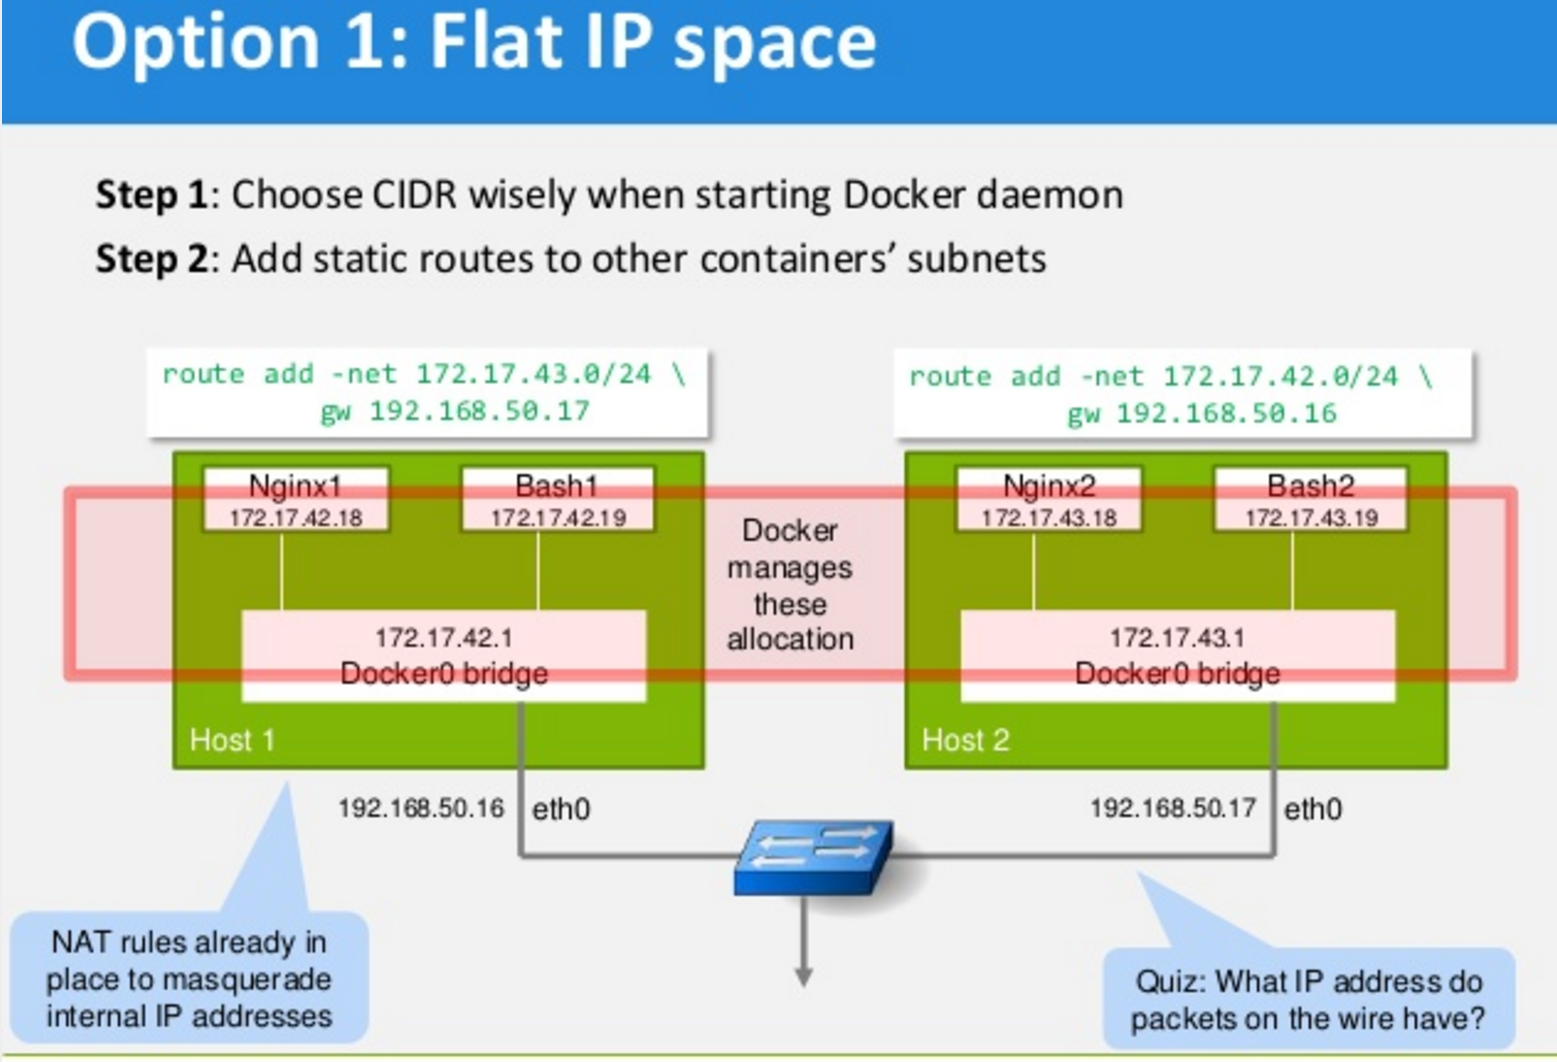 Option 1: Flat IP space
Step 1: Choose CIDR wisely when starting Docker daemon
Step 2: Add static routes to other containers’ subnets
route add -net 172.17.43.0/24 \
gw 192.168.50.17
route add -net 172.17.42.0/24 \
gw 192.168.50.16
Nginx1
172.17.42.18
Bash1
172.17.42.19
Docker
manages
these
allocation
Nginx2
172.17.43.18
Bash2
172.17.43.19
172.17.42.1
Docker0 bridge
172.17.43.1
Docker0 bridge
Host 1
Host 2
192.168.50.16
eth0
192.168.50.17
eth0
NAT rules already in
place to masquerade
internal IP addresses
Quiz: What IP address do
packets on the wire have?